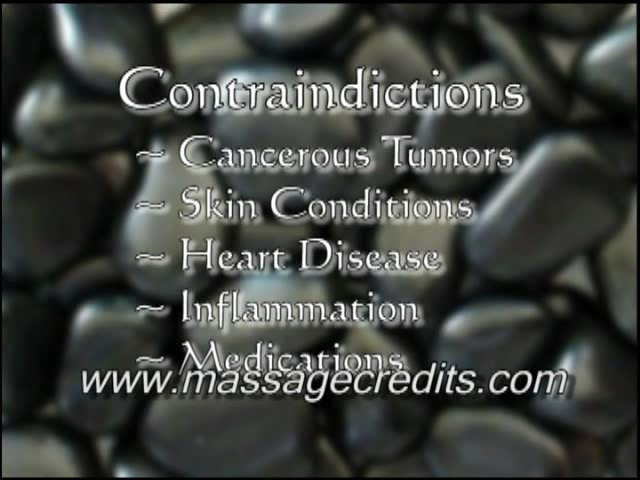 Contraindictions
~ Cancerous Tumors
~ Skin Conditions
~ Heart Disease
~ Inflammation
~ Medications
www.massagecredits.com